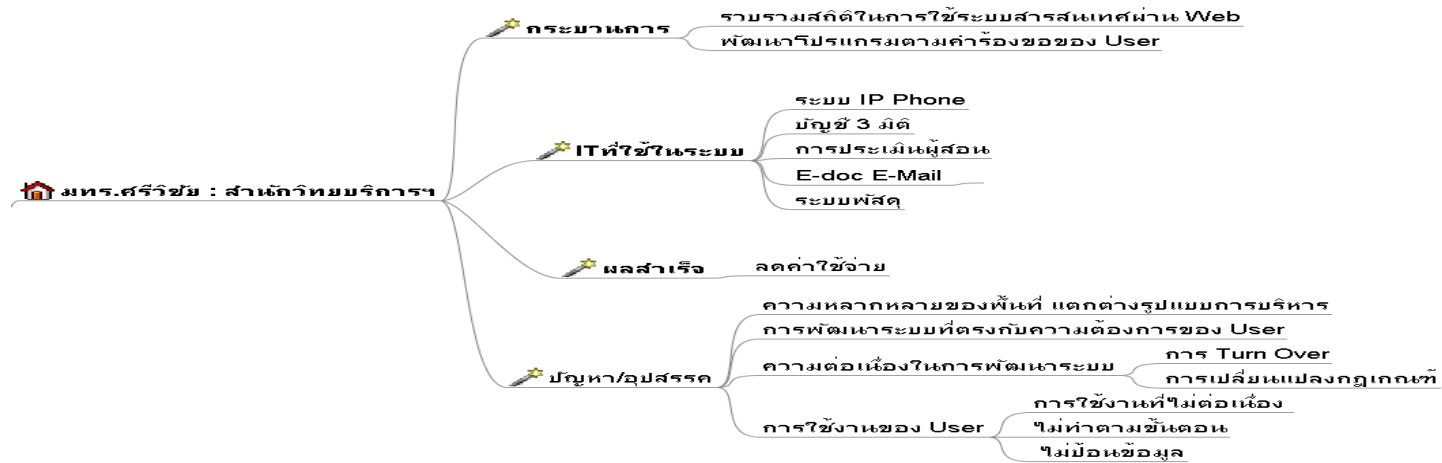 กระบวนการ
รวบรวมสถิติในการใช้ระบบสารสนเทศผ่าน Web
พัฒนาโปรแกรมตามคำร้องขอของ User
มทร.ศรีวิชัย : สำนักวิทยบริการฯ
ITที่ใช้ในระบบ
ระบบ IP Phone
บัญชี 3 มิติ
การประเมินผู้สอน
E-doc E-Mail
ระบบพัสดุ
ผลสำเร็จ
ลดค่าใช้จ่าย
ปัญหา/อุปสรรค
ความหลากหลายของพื้นที่ แตกต่างรูปแบบการบริหาร
การพัฒนาระบบที่ตรงกับความต้องการของ User
ความต่อเนื่องในการพัฒนาระบบ
การ Turn Over
การเปลี่ยนแปลงกฎเกณฑ์
การใช้งานของ User
การใช้งานที่ไม่ต่อเนื่อง
ไม่ทำตามขั้นตอน
ไม่ป้อนข้อมูล